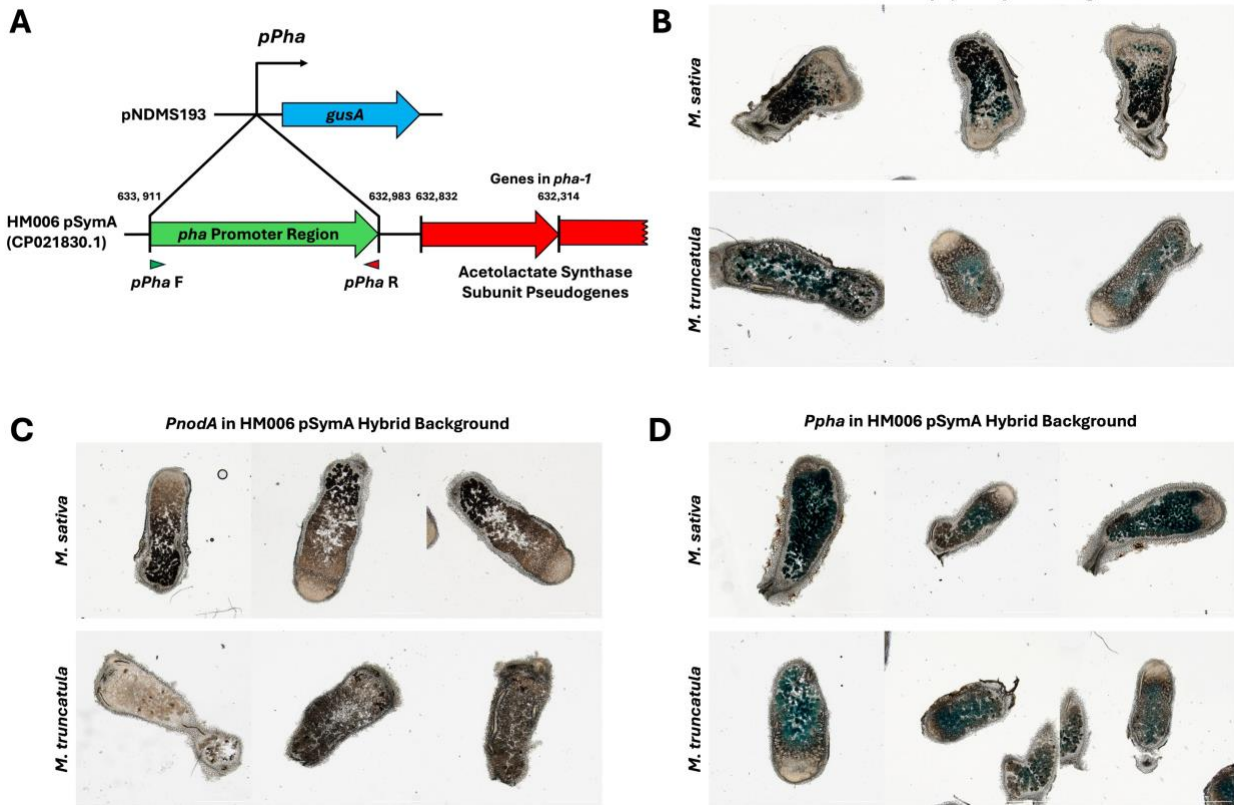 A
pPha
pNDMS193
gusA
633, 911
632,983
632,832
Genes in pha-1
632,314
HM006 pSymA
(CP021830.1)
pha Promoter Region
pPha F
pPha R
Acetolactate Synthase
Subunit Pseudogenes
B
M. sativa
M. truncatula
C
PnodA in HM006 pSymA Hybrid Background
M. sativa
M. truncatula
D
Ppha in HM006 pSymA Hybrid Background
M. sativa
M. truncatula